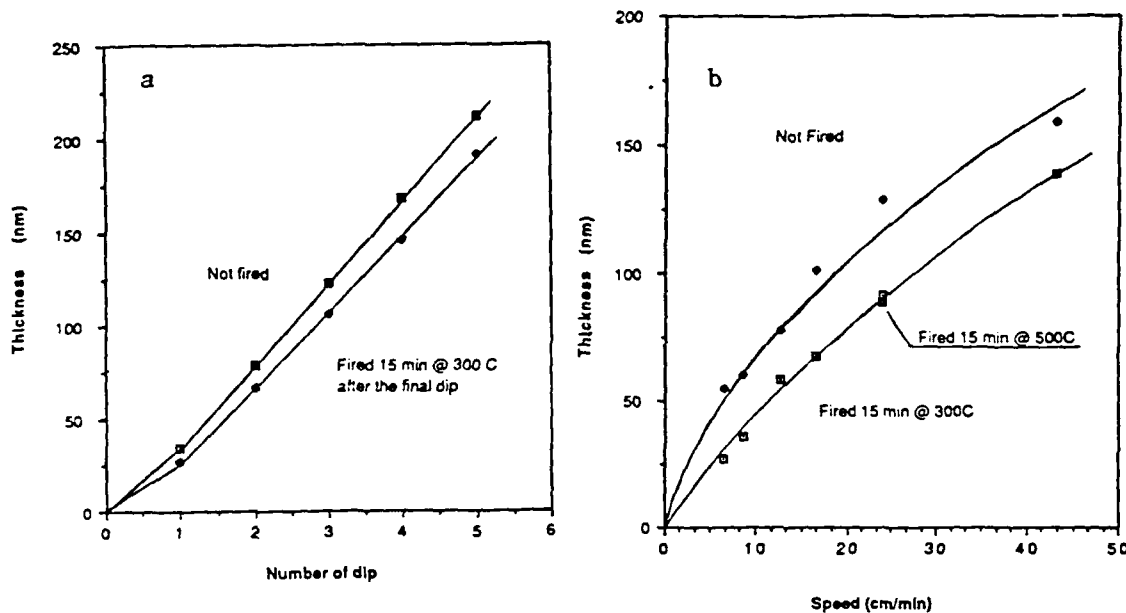 a
250
200
150
100
50
0
Thickness (nm)
Not fired
Fired 15 min @ 300 C
after the final dip
0 1 2 3 4 5 6
Number of dip
b
200
150
100
50
0
Thickness (nm)
Not Fired
Fired 15 min @ 500C
Fired 15 min @ 300C
0 10 20 30 40 50
Speed (cm/min)